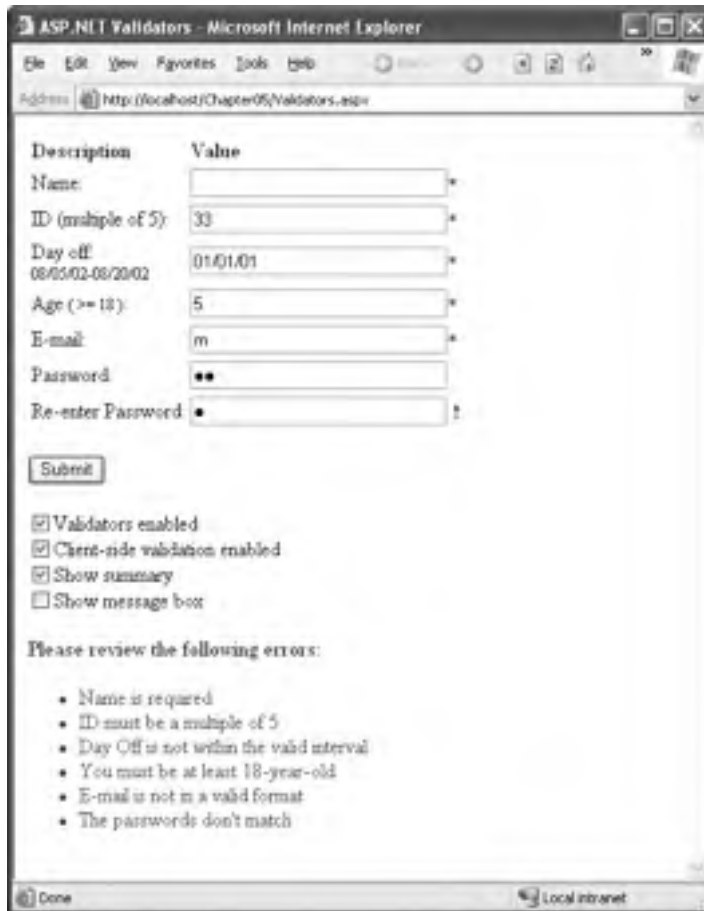 ASP.NET Validators - Microsoft Internet Explorer
File Edit View Favorites Tools Help »
Address http://localhost/Chapter05/Validators.aspx
Description Value
Name: *
ID (multiple of 5): 33 *
Day off: 01/01/01 *
08/05/02-08/20/02
Age (>= 18): 5 *
E-mail: m *
Password: ●●
Re-enter Password: ● !
Submit
Validators enabled
Client-side validation enabled
Show summary
Show message box
Please review the following errors:
• Name is required
• ID must be a multiple of 5
• Day Off is not within the valid interval
• You must be at least 18-year-old
• E-mail is not in a valid format
• The passwords don't match
Done Local intranet